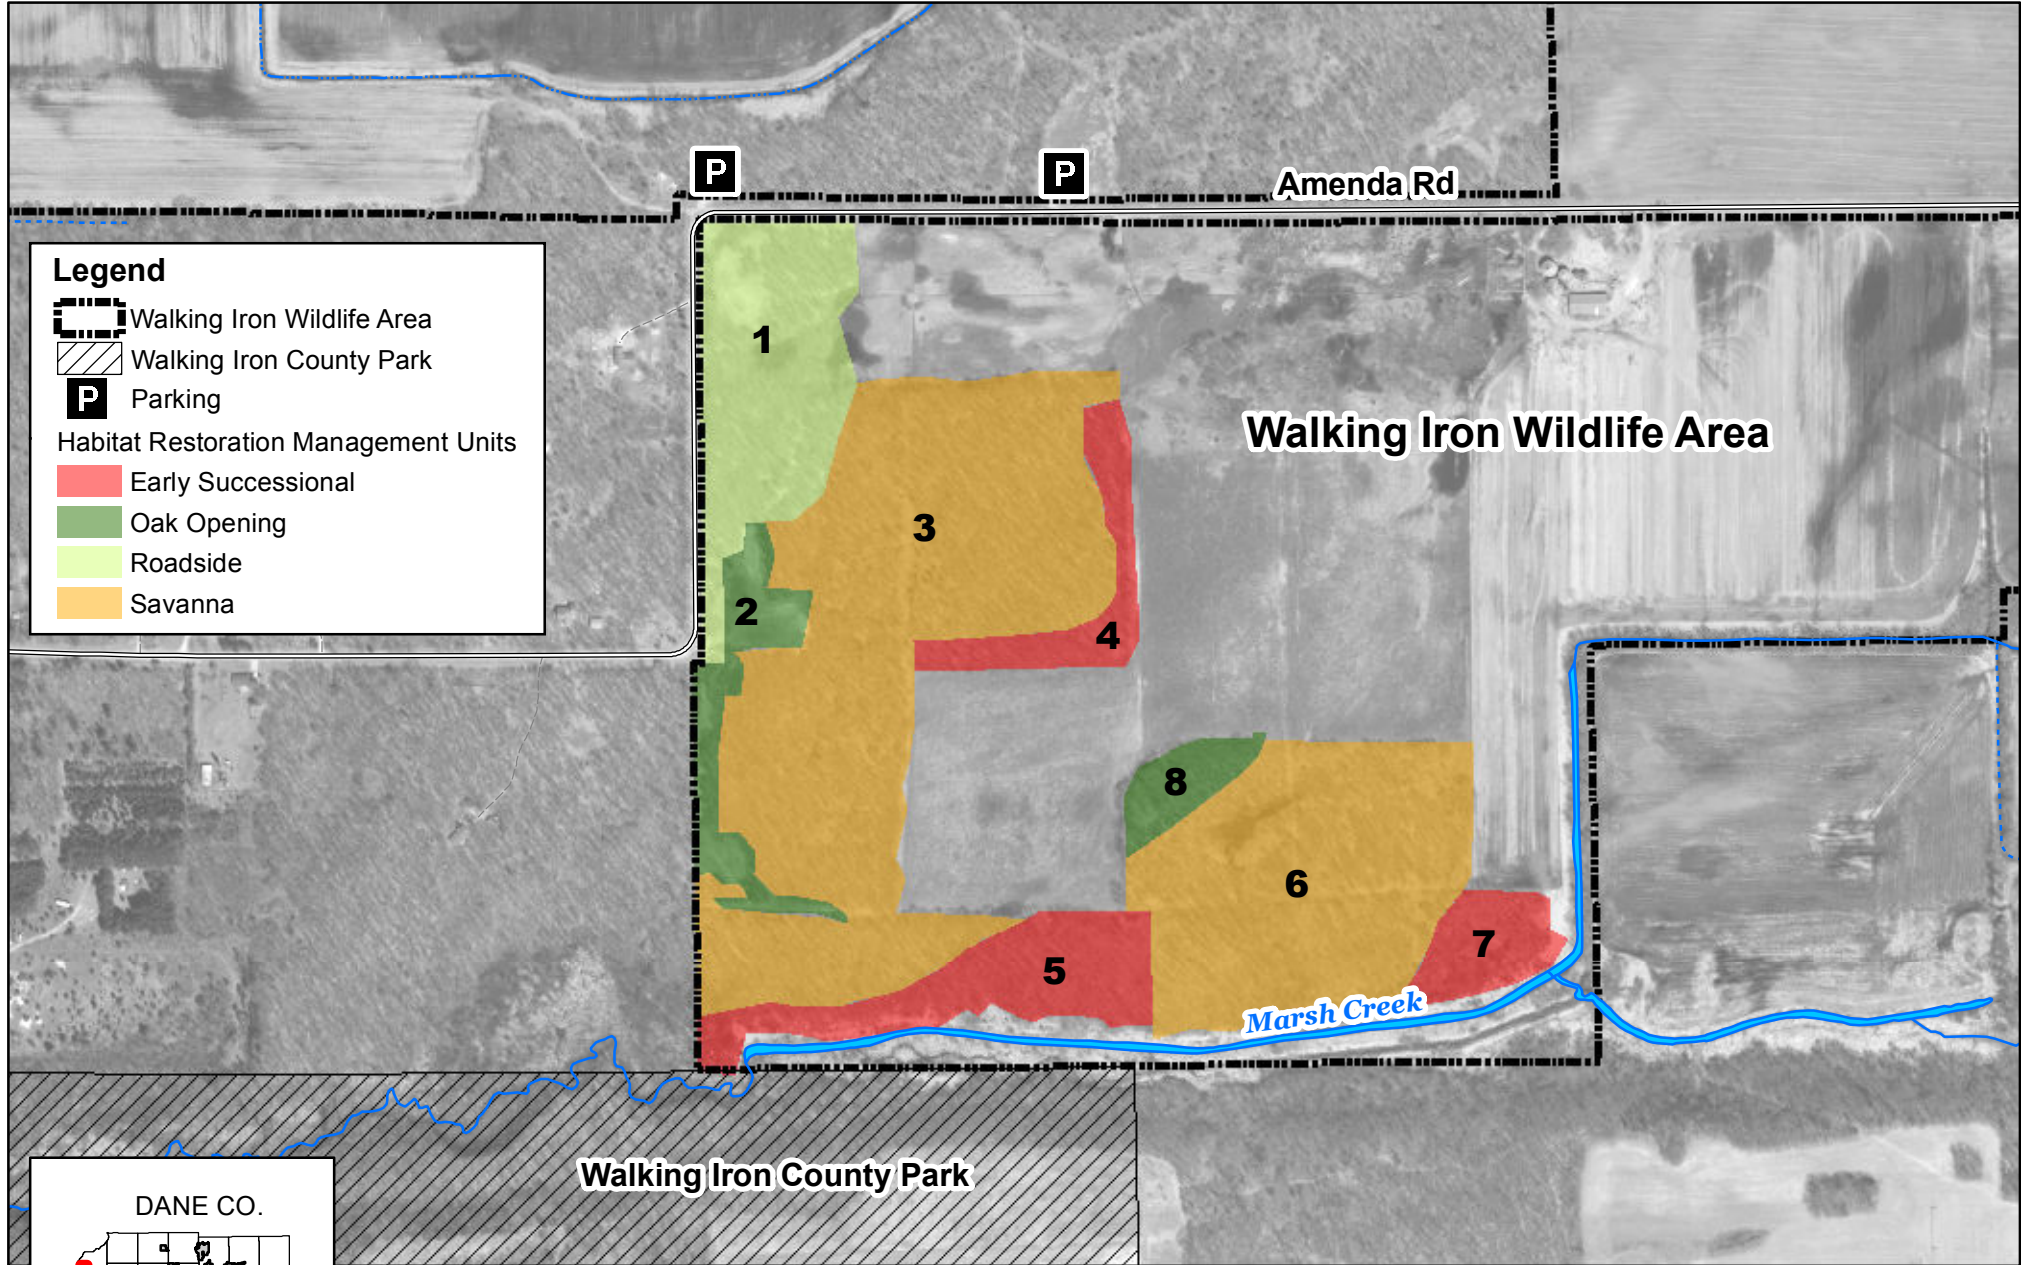 P
P
Amenda Rd
Legend
Walking Iron Wildlife Area
Walking Iron County Park
P Parking
Habitat Restoration Management Units
Early Successional
Oak Opening
Roadside
Savanna
1
Walking Iron Wildlife Area
3
2
4
8
6
7
5
Marsh Creek
Walking Iron County Park
DANE CO.